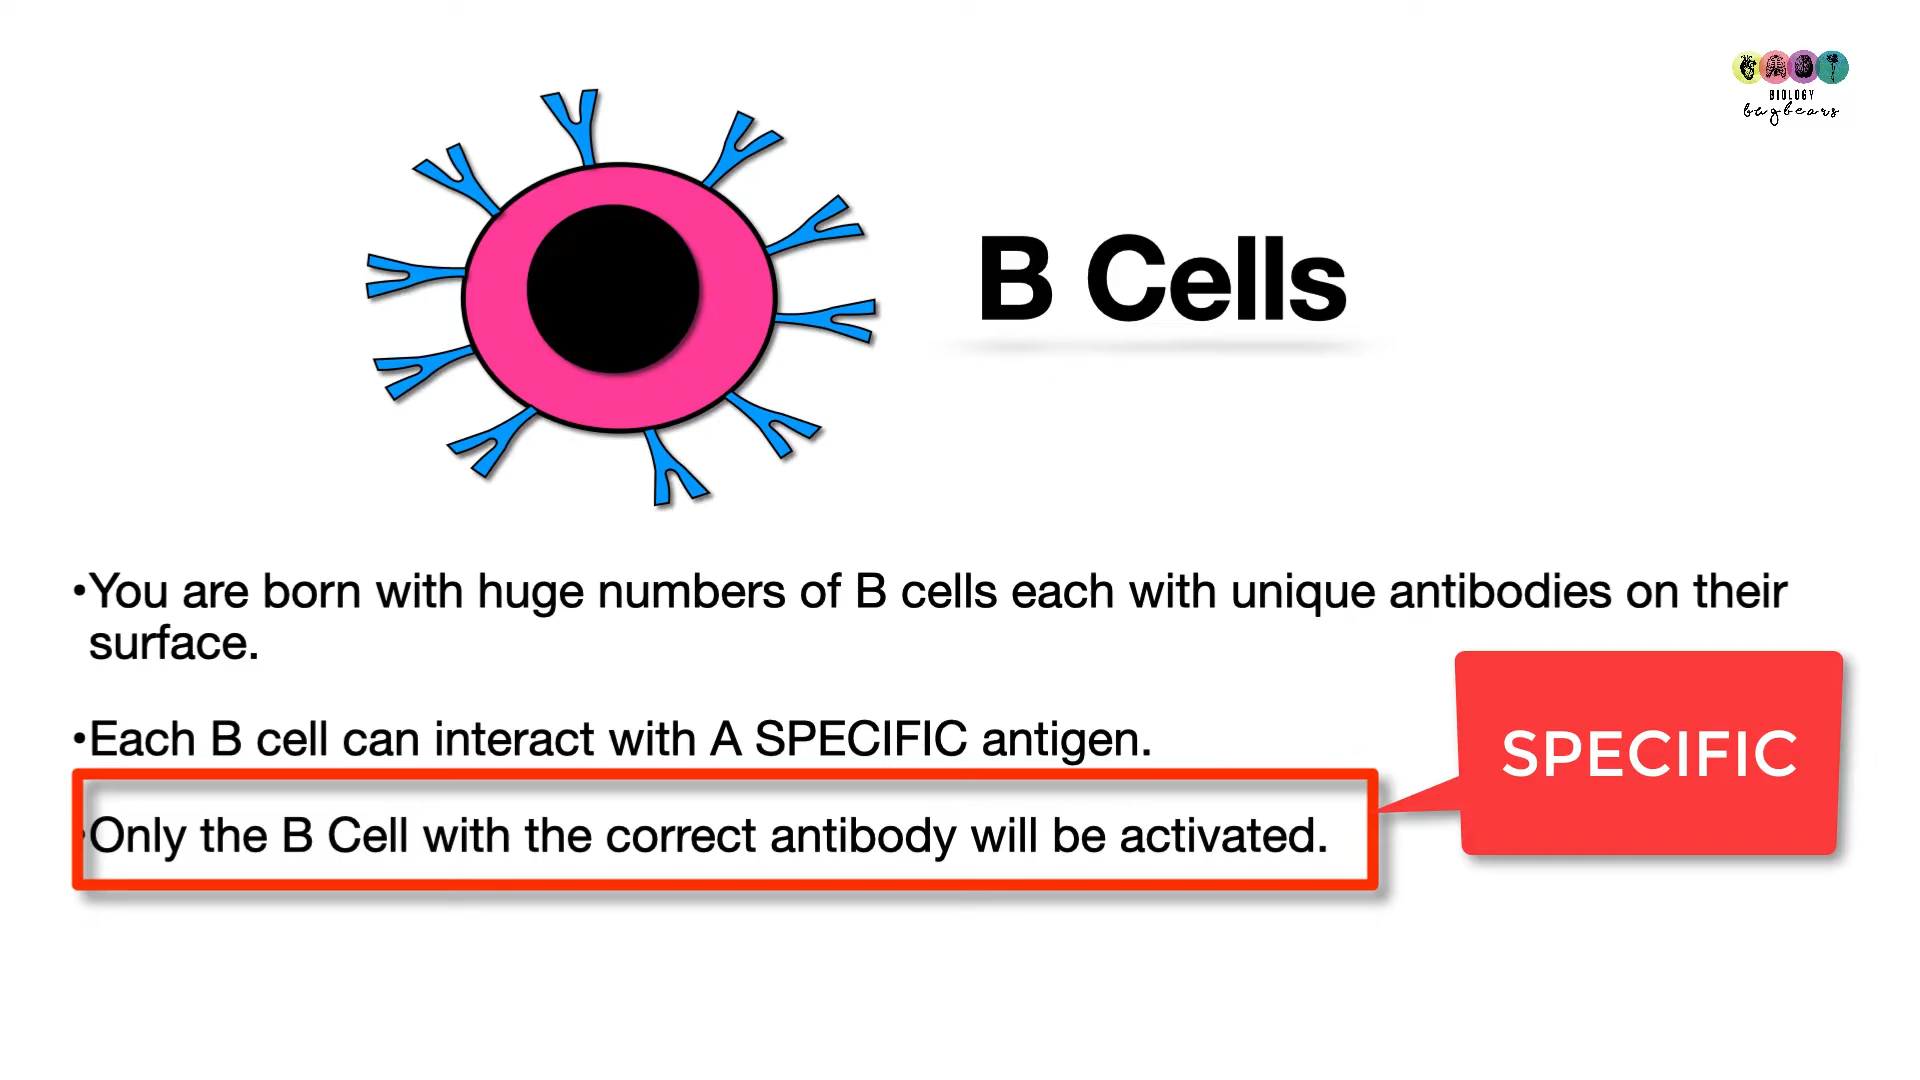 BIOLOGY
bugbears
B Cells
•You are born with huge numbers of B cells each with unique antibodies on their
surface.
•Each B cell can interact with A SPECIFIC antigen.
SPECIFIC
•Only the B Cell with the correct antibody will be activated.